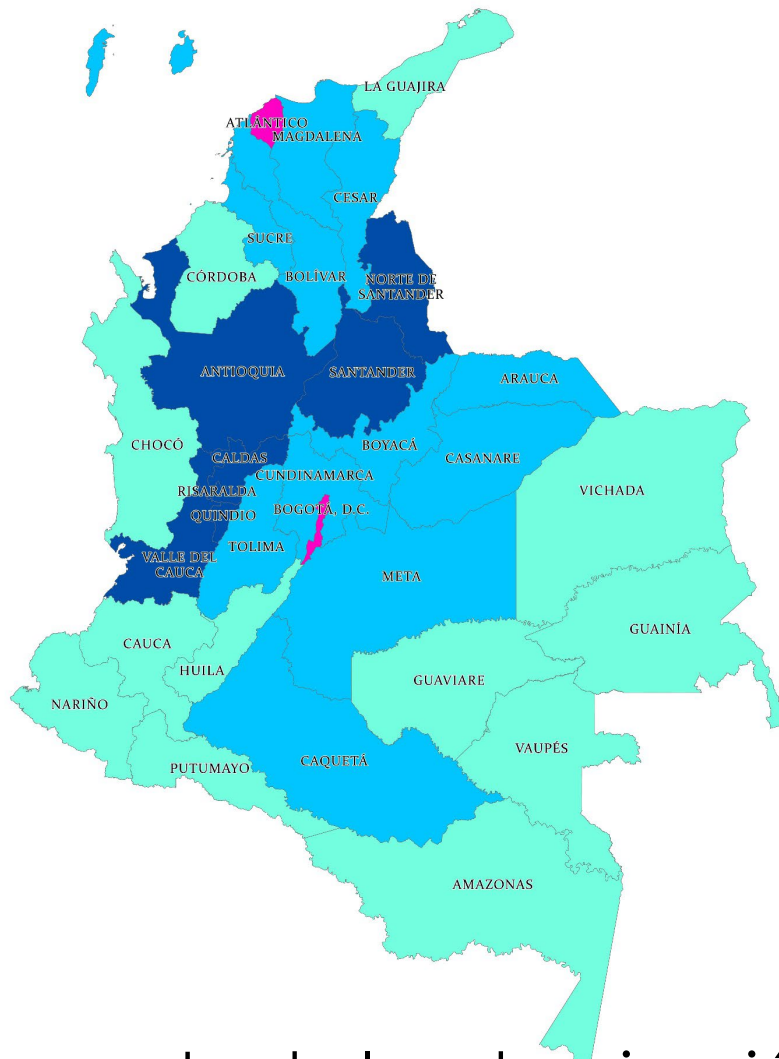 LA GUAJIRA
ATLÁNTICO
MAGDALENA
CESAR
SUCRE
CÓRDOBA
BOLÍVAR
NORTE DE
SANTANDER
ANTIOQUIA
SANTANDER
ARAUCA
CHOCÓ
BOYACÁ
CALDAS
CASANARE
CUNDINAMARCA
RISARALDA
VICHADA
QUINDIO
BOGOTÁ, D.C.
TOLIMA
VALLE DEL
CAUCA
META
GUAINÍA
CAUCA
HUILA
GUAVIARE
NARIÑO
VAUPÉS
CAQUETÁ
PUTUMAYO
AMAZONAS